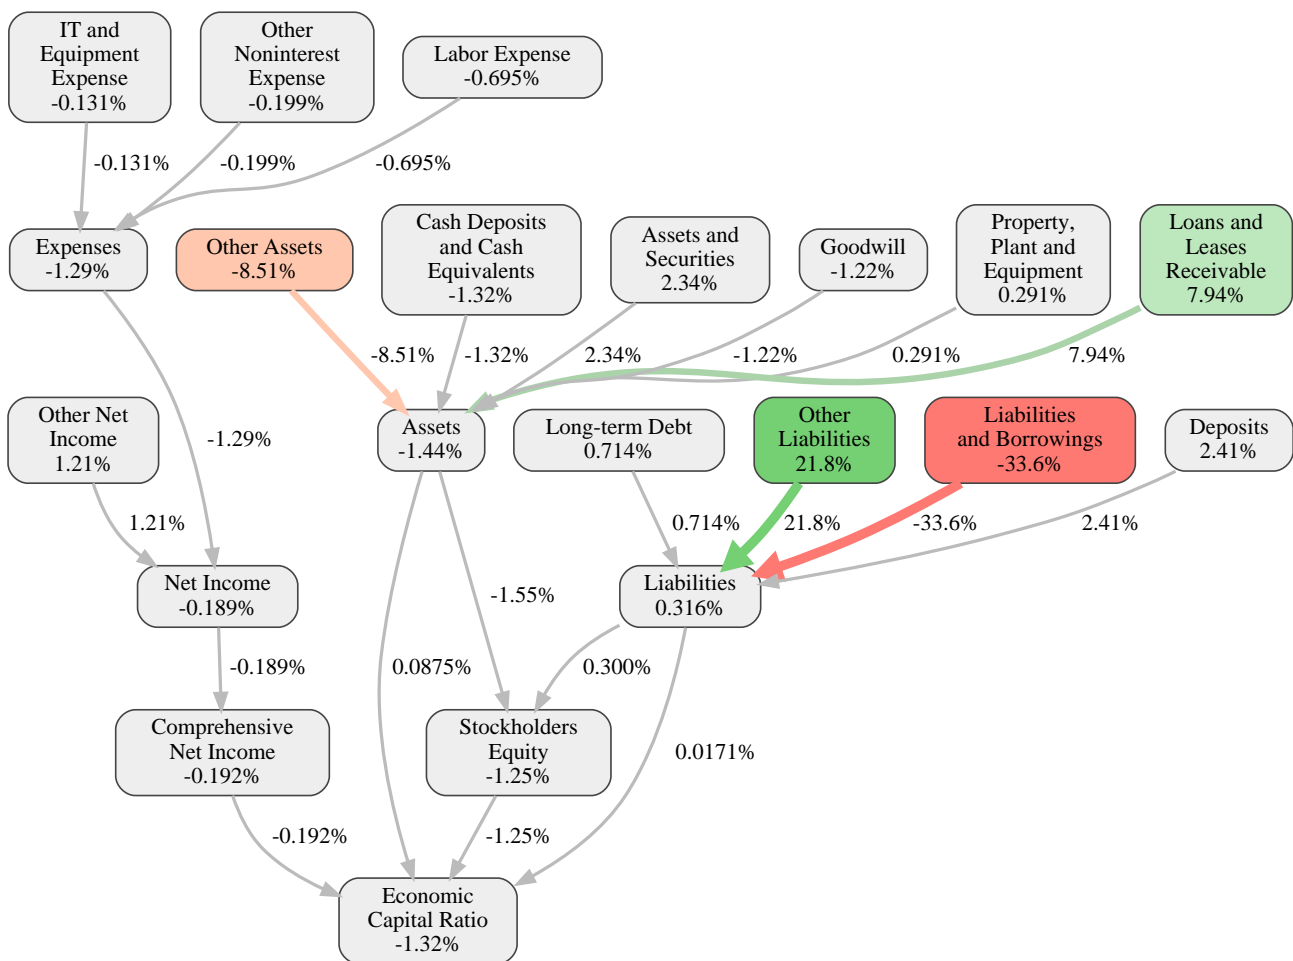 IT and
Equipment
Expense
-0.131%
Other
Noninterest
Expense
-0.199%
Labor Expense
-0.695%
-0.131%
-0.199%
-0.695%
Expenses
-1.29%
Other Assets
-8.51%
Cash Deposits
and Cash
Equivalents
-1.32%
Assets and
Securities
2.34%
Goodwill
-1.22%
Property,
Plant and
Equipment
0.291%
Loans and
Leases
Receivable
7.94%
-8.51%
-1.32%
2.34%
-1.22%
0.291%
7.94%
Other Net
Income
1.21%
-1.29%
Assets
-1.44%
Long-term Debt
0.714%
Other
Liabilities
21.8%
Liabilities
and Borrowings
-33.6%
Deposits
2.41%
1.21%
0.714%
21.8%
-33.6%
2.41%
Net Income
-0.189%
-1.55%
Liabilities
0.316%
-0.189%
0.0875%
0.300%
Comprehensive
Net Income
-0.192%
Stockholders
Equity
-1.25%
0.0171%
-0.192%
-1.25%
Economic
Capital Ratio
-1.32%